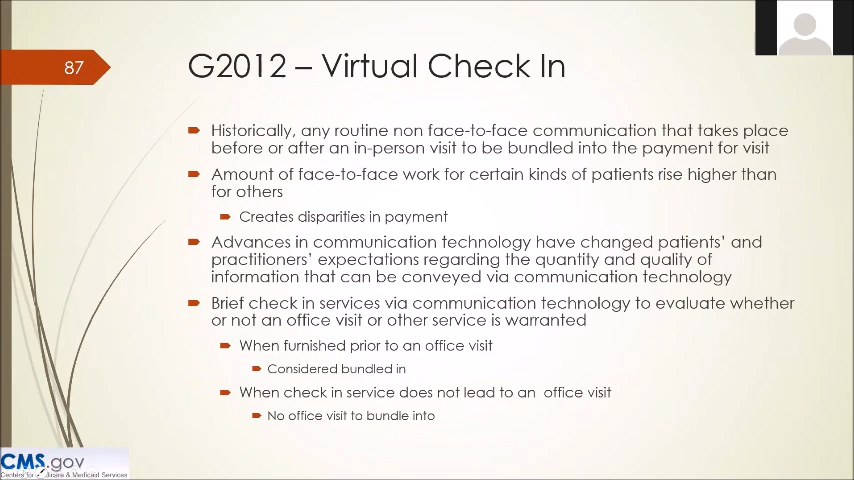 87
G2012 – Virtual Check In
Historically, any routine non face-to-face communication that takes place
before or after an in-person visit to be bundled into the payment for visit
Amount of face-to-face work for certain kinds of patients rise higher than
for others
Creates disparities in payment
Advances in communication technology have changed patients' and
practitioners' expectations regarding the quantity and quality of
information that can be conveyed via communication technology
Brief check in services via communication technology to evaluate whether
or not an office visit or other service is warranted
When furnished prior to an office visit
Considered bundled in
When check in service does not lead to an office visit
No office visit to bundle into
CMS.gov
Centers for Medicare & Medicaid Services